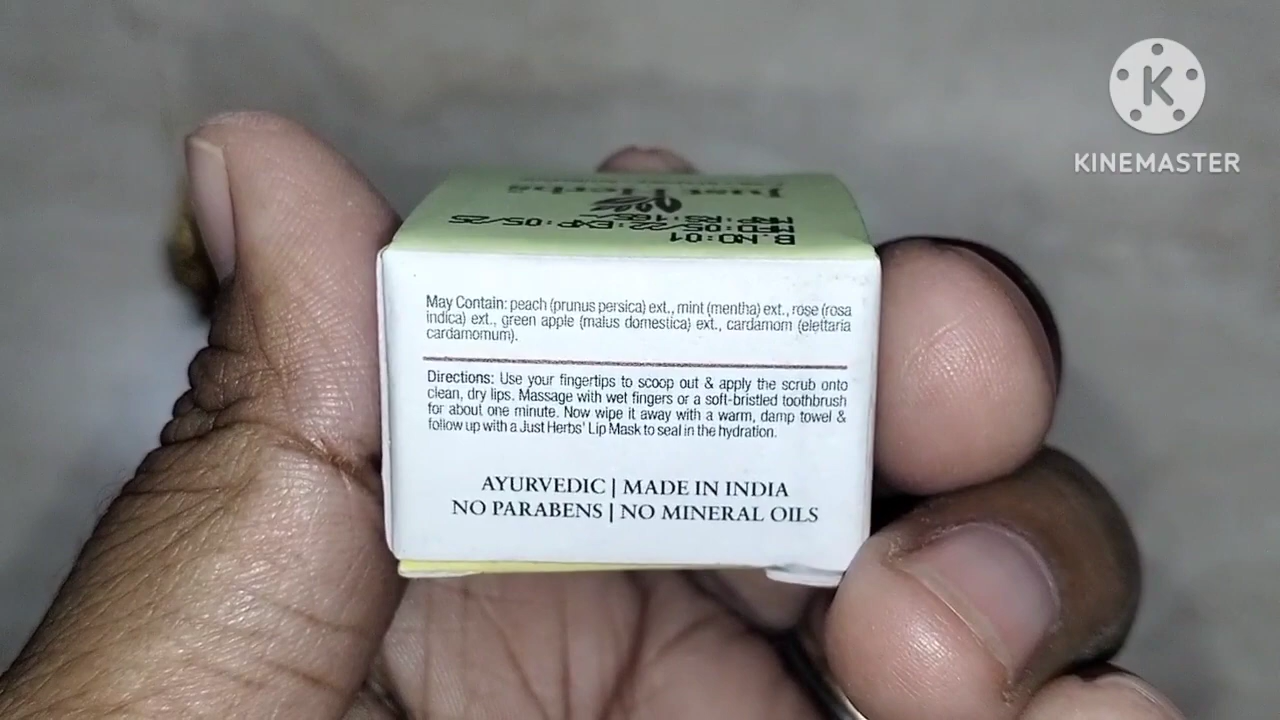 KINEMASTER
Just Herbs
B.NO:01
MFD:05/22:EXP:05/25
MRP:RS:
May Contain: peach (prunus persica) ext., mint (mentha) ext., rose (rosa
indica) ext., green apple (malus domestica) ext., cardamom (elettaria
cardamomum).
Directions: Use your fingertips to scoop out & apply the scrub onto
clean, dry lips. Massage with wet fingers or a soft-bristled toothbrush
for about one minute. Now wipe it away with a warm, damp towel &
follow up with a Just Herbs' Lip Mask to seal in the hydration.
AYURVEDIC | MADE IN INDIA
NO PARABENS | NO MINERAL OILS